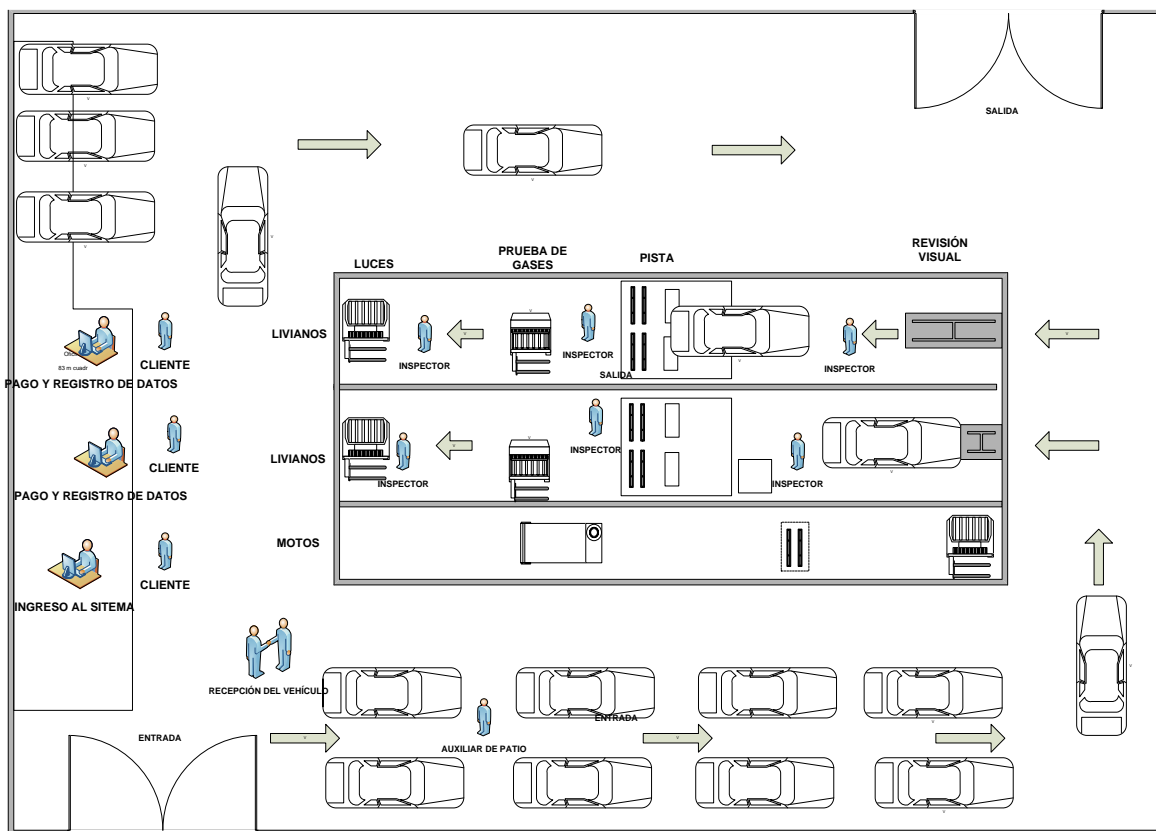 SALIDA
LUCES
PRUEBA DE
GASES
PISTA
REVISIÓN
VISUAL
LIVIANOS
INSPECTOR
INSPECTOR
SALIDA
INSPECTOR
CLIENTE
83 m cuadr
PAGO Y REGISTRO DE DATOS
LIVIANOS
INSPECTOR
INSPECTOR
INSPECTOR
CLIENTE
PAGO Y REGISTRO DE DATOS
MOTOS
CLIENTE
INGRESO AL SITEMA
RECEPCIÓN DEL VEHÍCULO
ENTRADA
ENTRADA
AUXILIAR DE PATIO